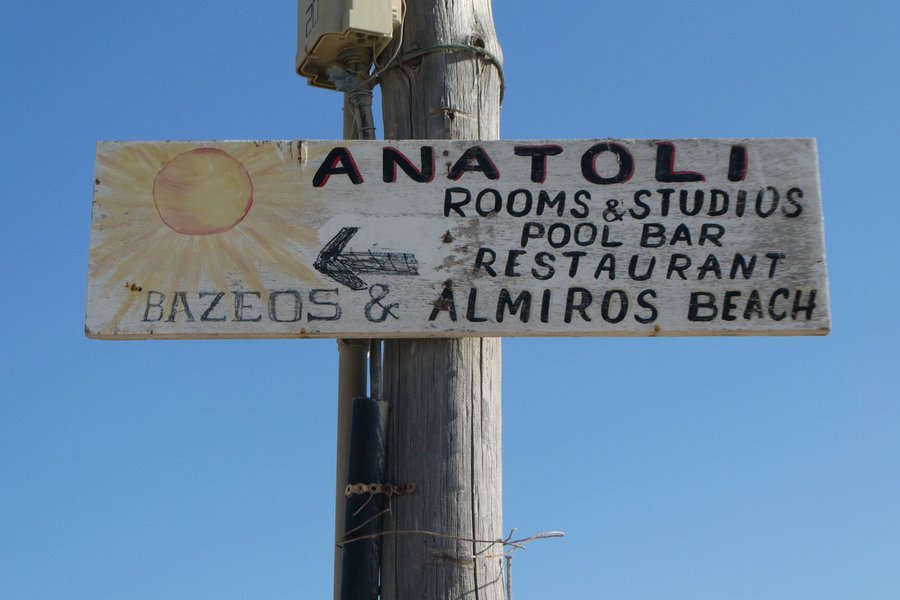 ANATOLI
ROOMS & STUDIOS
POOL BAR
RESTAURANT
BAZEOS & ALMIROS BEACH